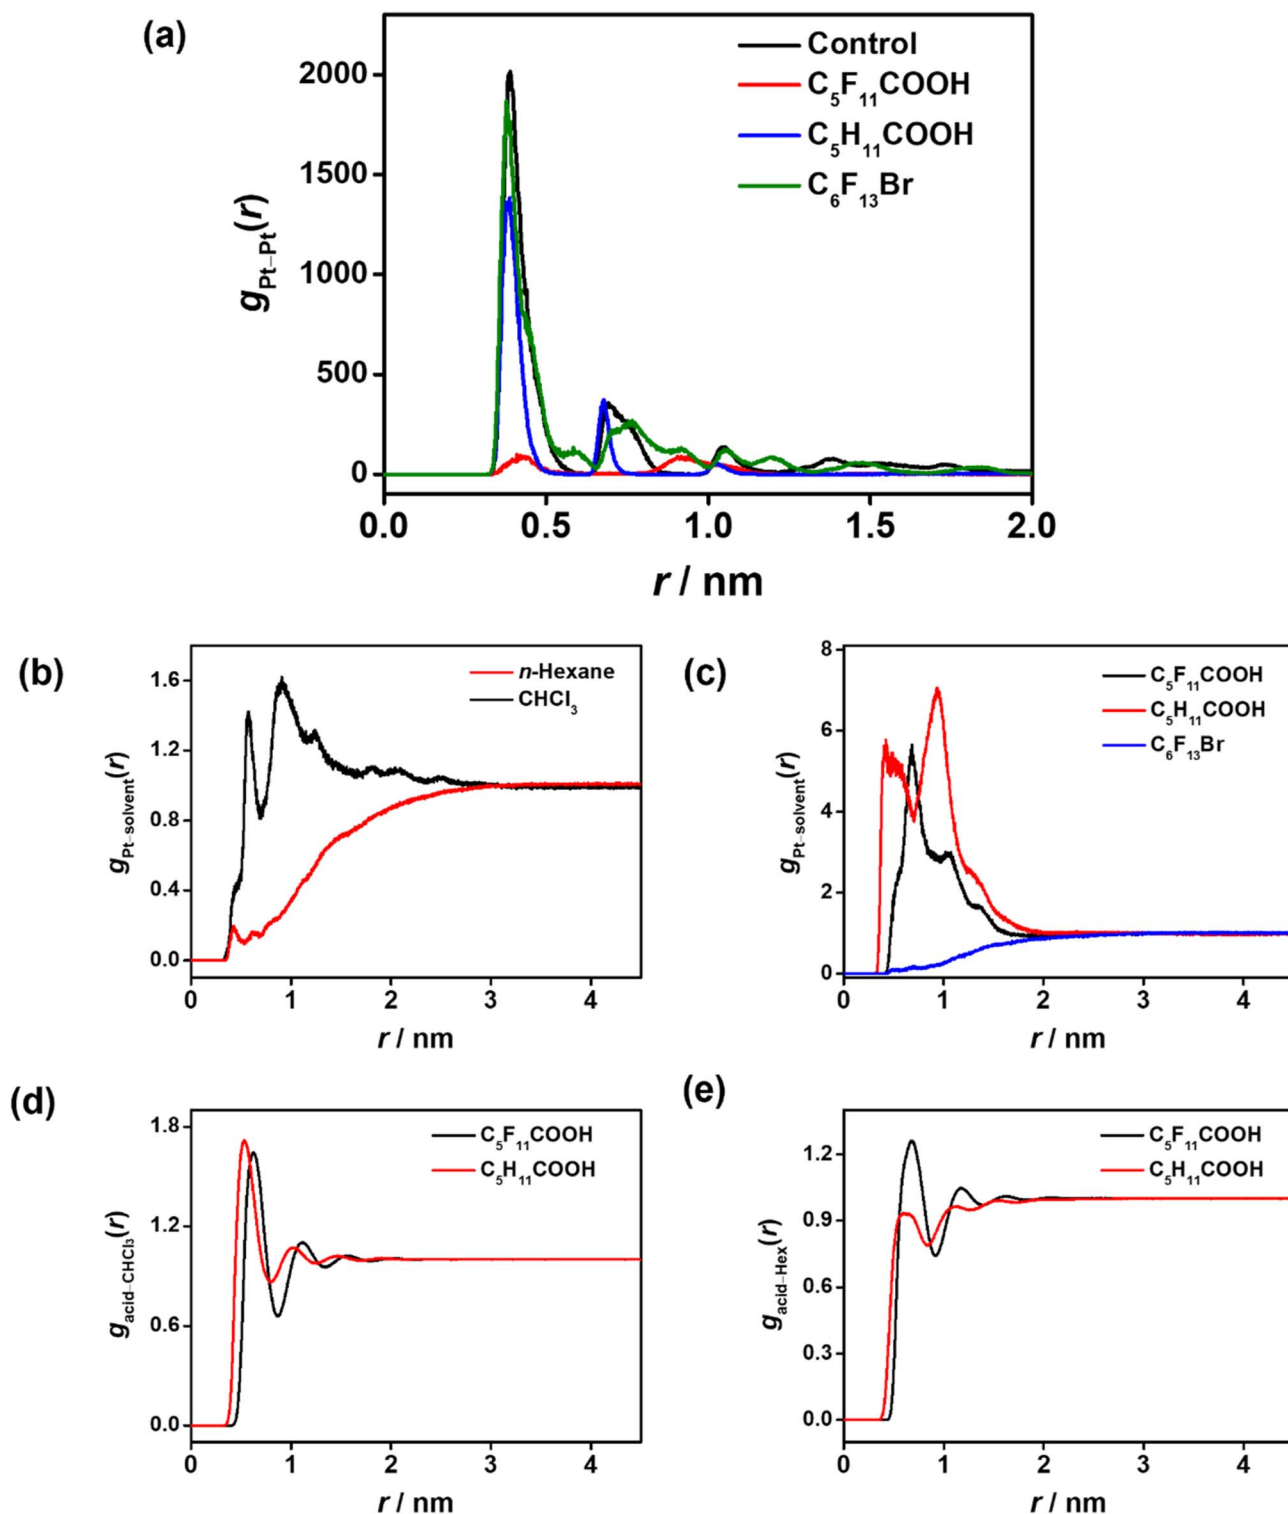 (a)
Control
C₅F₁₁COOH
C₅H₁₁COOH
C₆F₁₃Br
2000
1500
1000
500
0
g_Pt–Pt(r)
0.0 0.5 1.0 1.5 2.0
r / nm
(b)
n-Hexane
CHCl₃
1.6
1.2
0.8
0.4
0.0
g_Pt–solvent(r)
0 1 2 3 4
r / nm
(c)
C₅F₁₁COOH
C₅H₁₁COOH
C₆F₁₃Br
8
6
4
2
0
g_Pt–solvent(r)
0 1 2 3 4
r / nm
(d)
C₅F₁₁COOH
C₅H₁₁COOH
1.8
1.2
0.6
0.0
g_acid–CHCl₃(r)
0 1 2 3 4
r / nm
(e)
C₅F₁₁COOH
C₅H₁₁COOH
1.2
0.9
0.6
0.3
0.0
g_acid–Hex(r)
0 1 2 3 4
r / nm